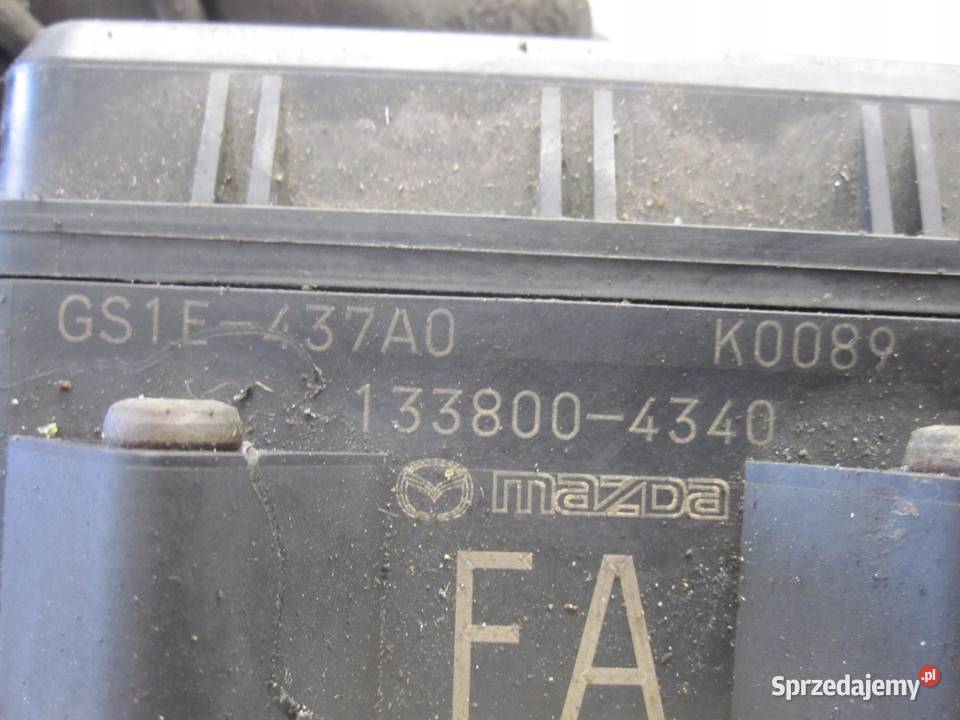 GS1E-437A0 K0089
133800-4340
mazda
FA
Sprzedajemy.pl